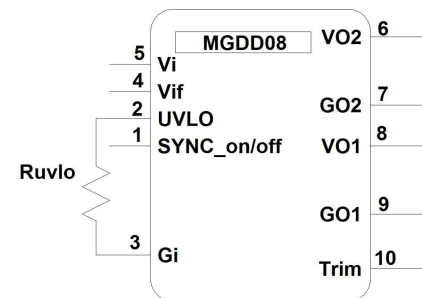 MGDD08
VO2 6
5 Vi
4 Vif
GO2 7
2 UVLO
1 SYNC_on/off
VO1 8
Ruvlo
GO1 9
3 Gi
Trim 10